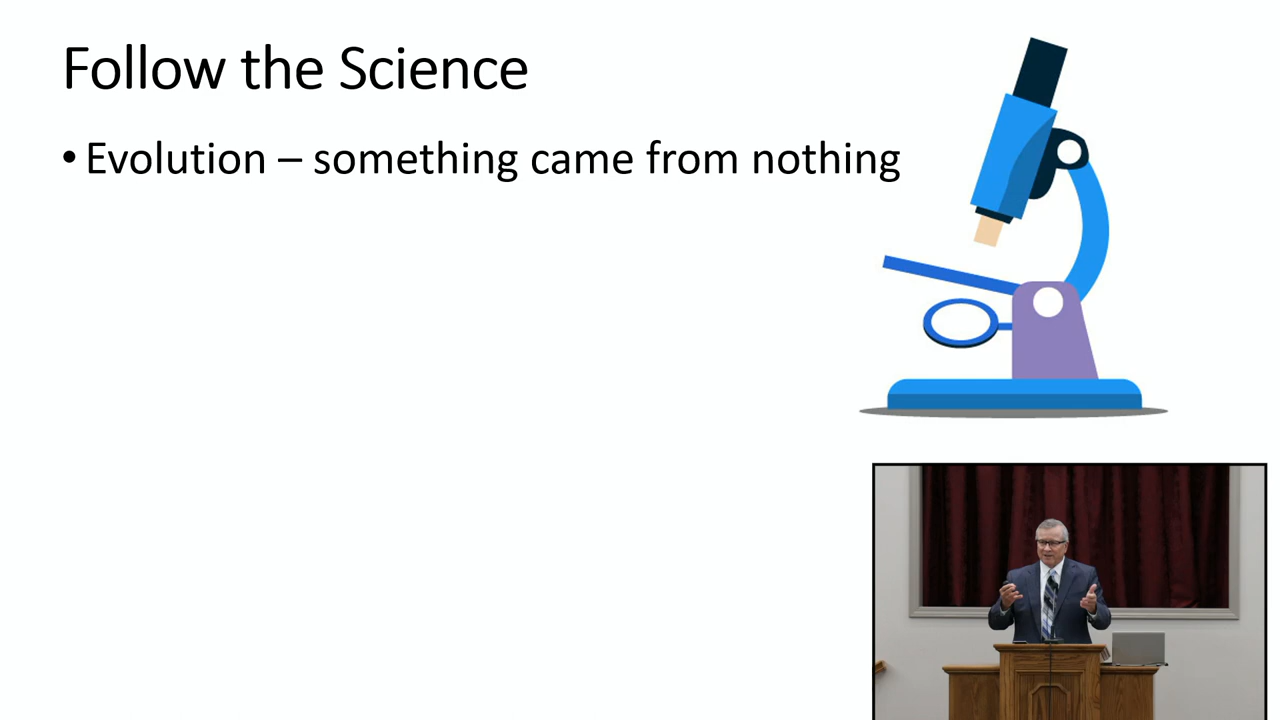 Follow the Science
• Evolution – something came from nothing